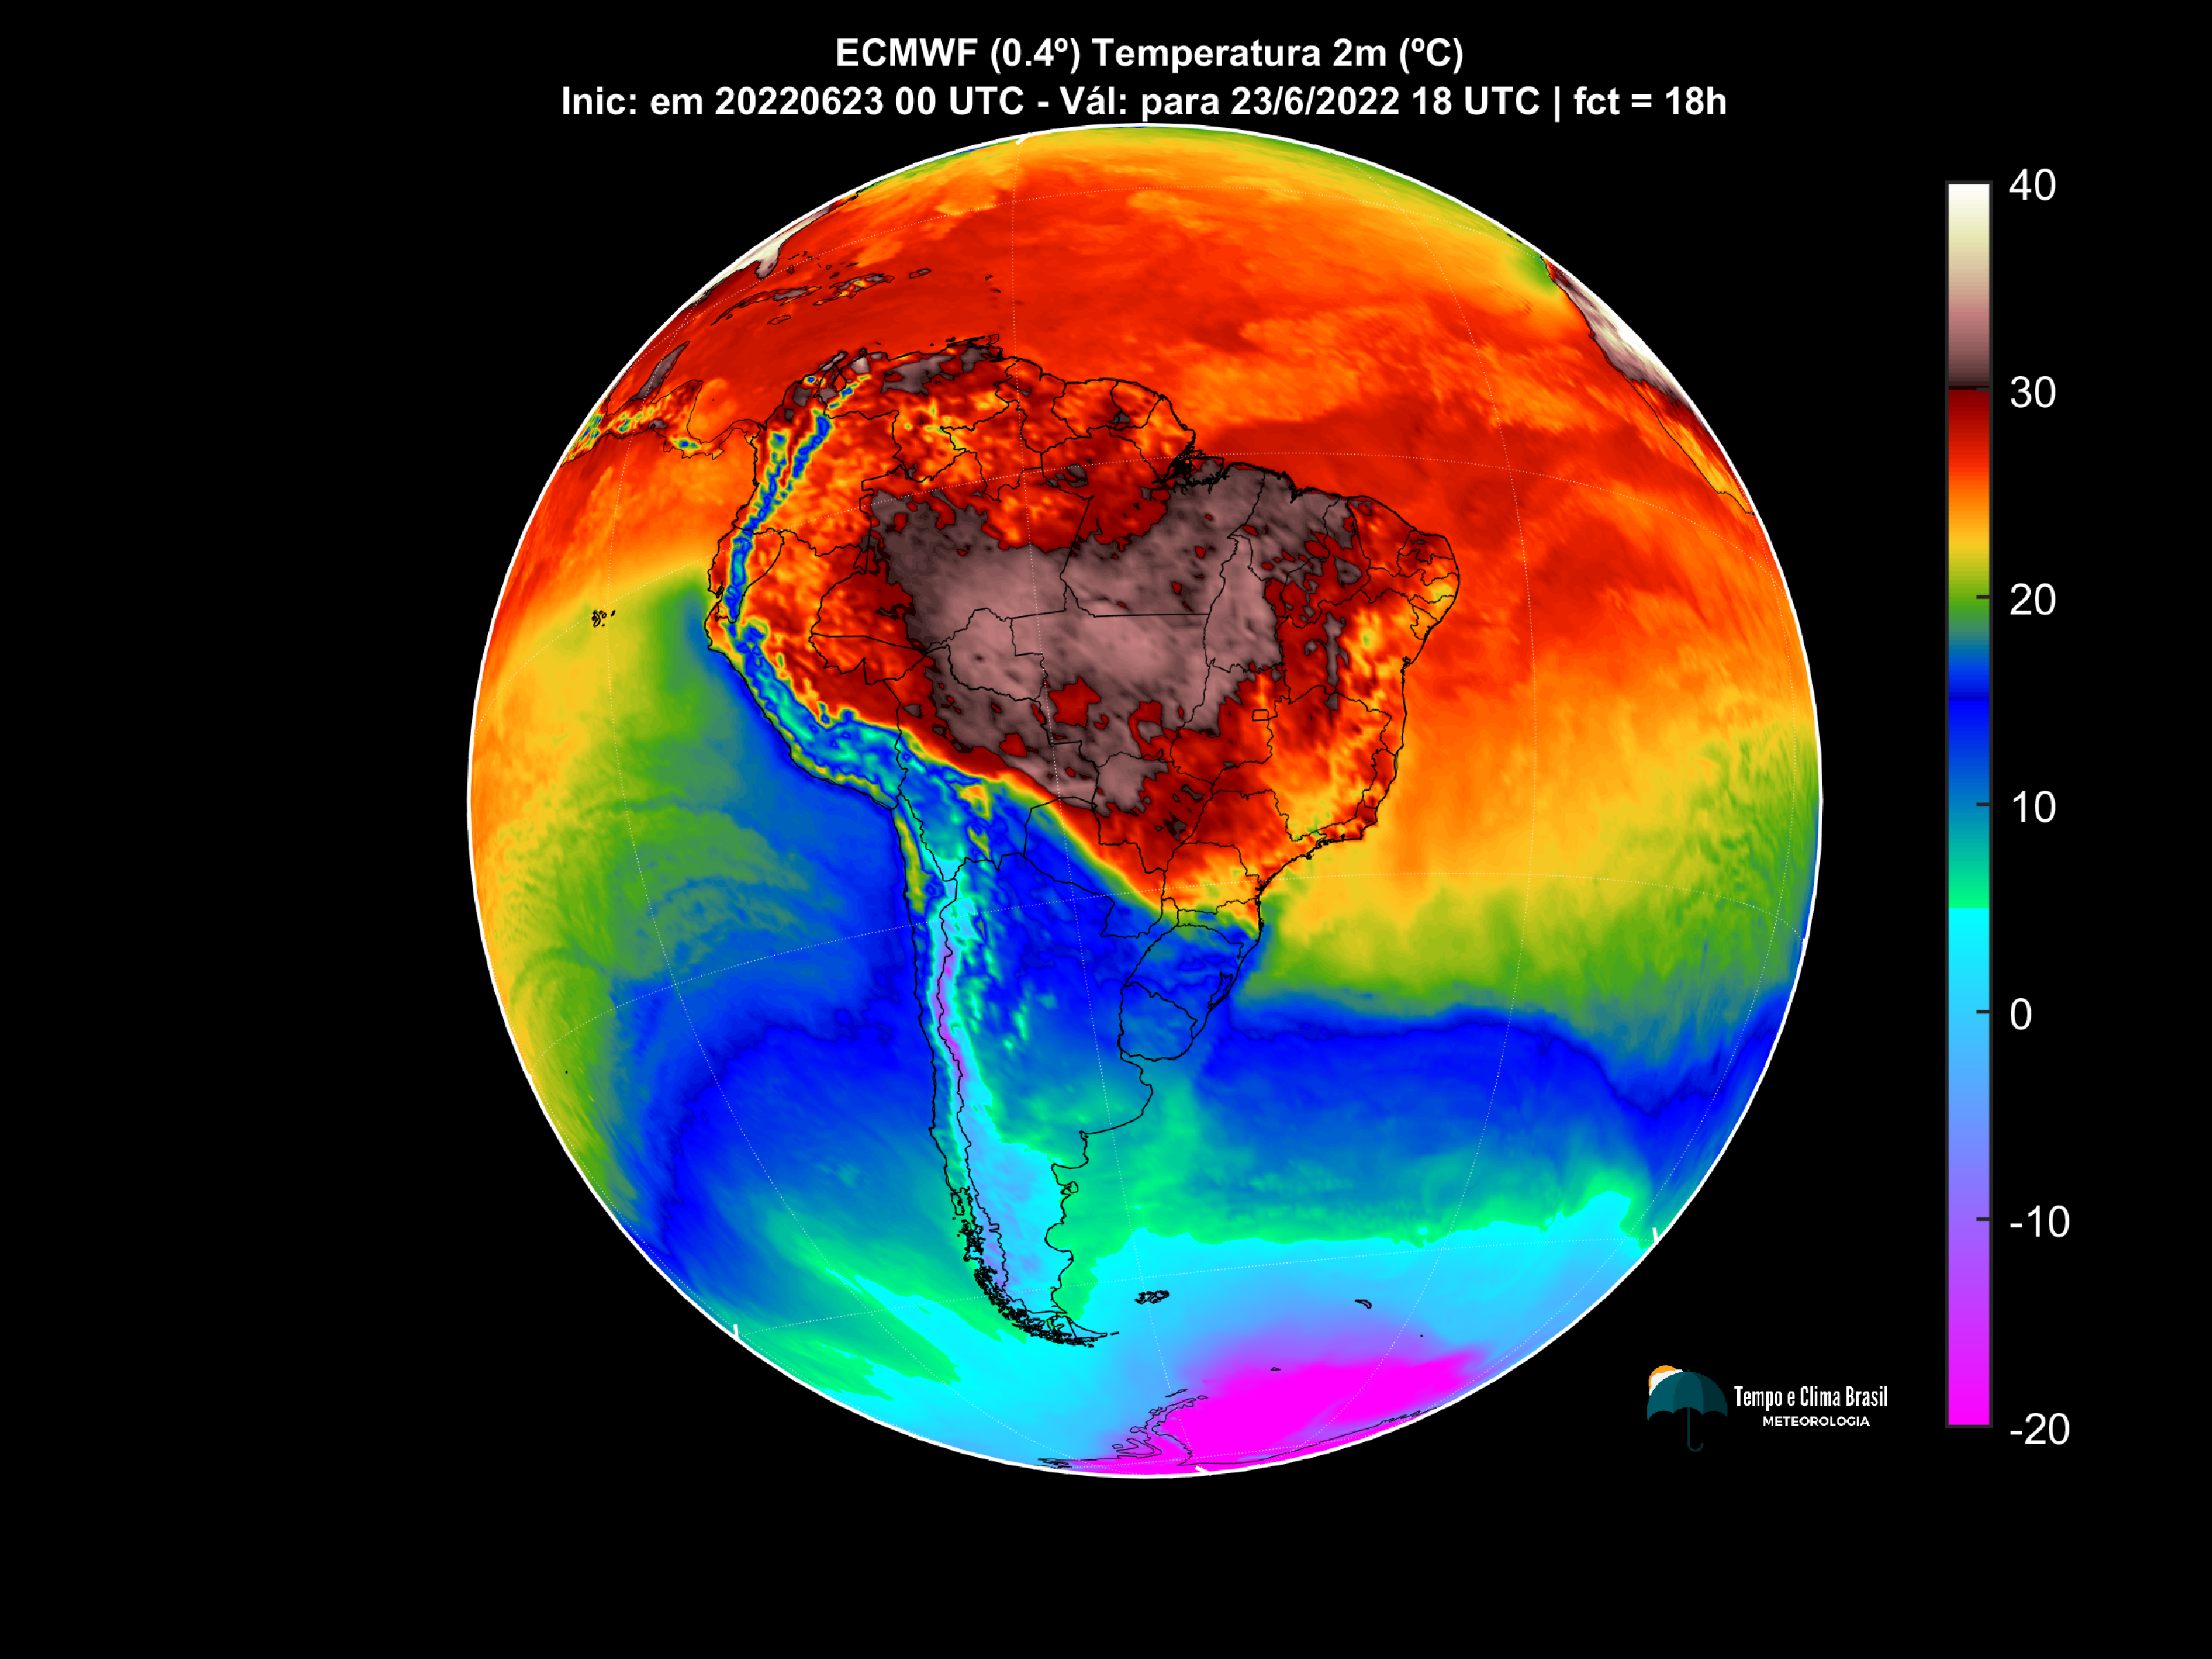 ECMWF (0.4º) Temperatura 2m (ºC)
Inic: em 20220623 00 UTC - Vál: para 23/6/2022 18 UTC | fct = 18h
40
30
20
10
0
-10
-20
Tempo e Clima Brasil
METEOROLOGIA